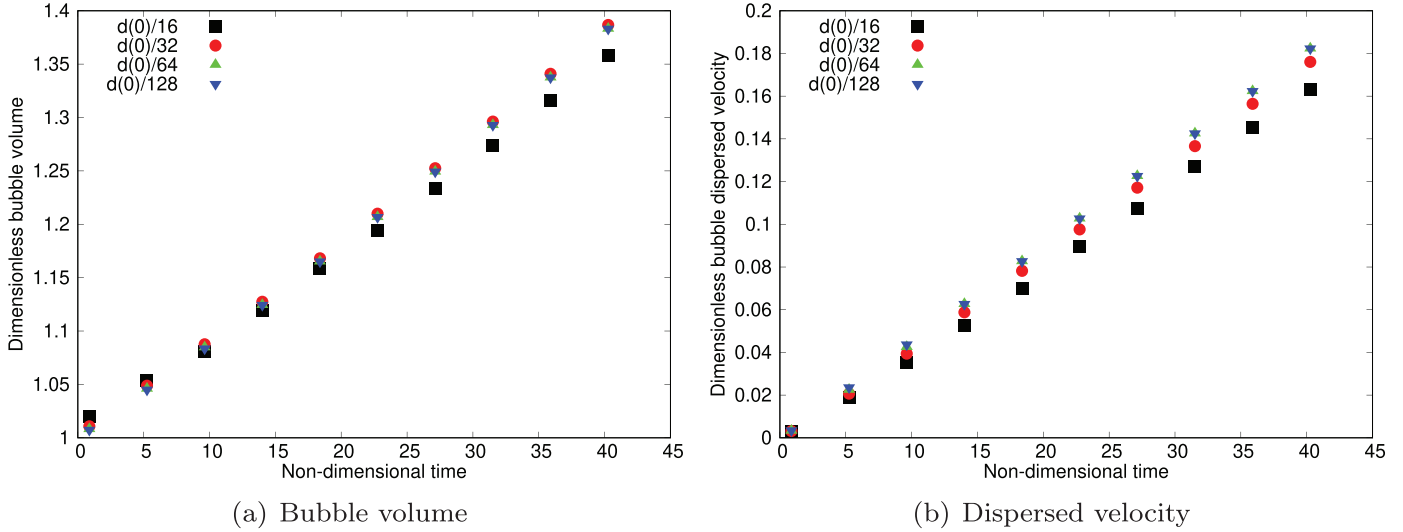 d(0)/16
d(0)/32
d(0)/64
d(0)/128
Dimensionless bubble volume
1.4
1.35
1.3
1.25
1.2
1.15
1.1
1.05
1
0 5 10 15 20 25 30 35 40 45
Non-dimensional time
(a) Bubble volume
d(0)/16
d(0)/32
d(0)/64
d(0)/128
Dimensionless bubble dispersed velocity
0.2
0.18
0.16
0.14
0.12
0.1
0.08
0.06
0.04
0.02
0
0 5 10 15 20 25 30 35 40 45
Non-dimensional time
(b) Dispersed velocity